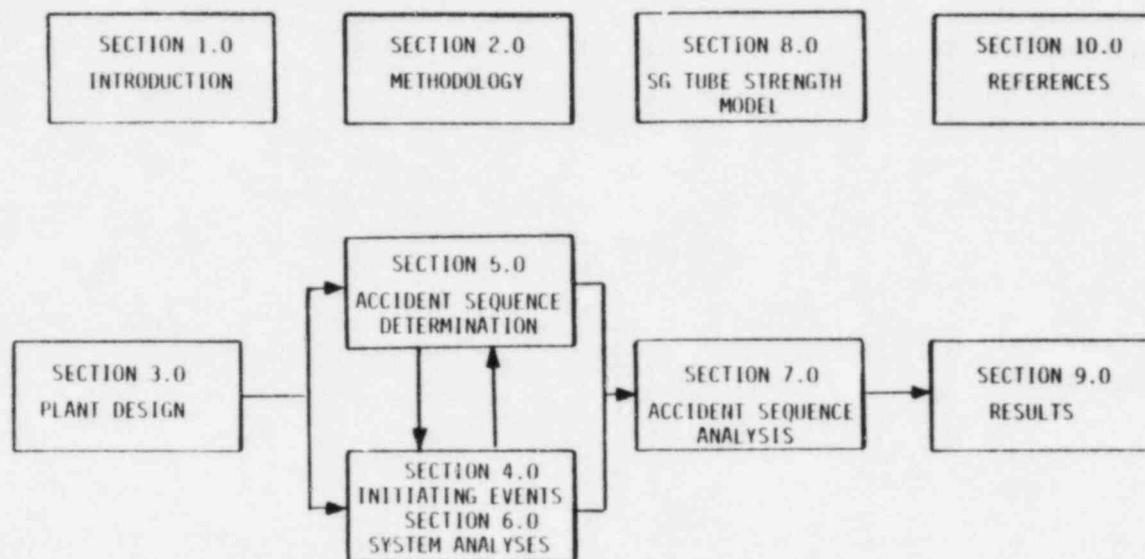 SECTION 1.0
INTRODUCTION
SECTION 2.0
METHODOLOGY
SECTION 8.0
SG TUBE STRENGTH
MODEL
SECTION 10.0
REFERENCES
SECTION 5.0
ACCIDENT SEQUENCE
DETERMINATION
SECTION 3.0
PLANT DESIGN
SECTION 4.0
INITIATING EVENTS
SECTION 6.0
SYSTEM ANALYSES
SECTION 7.0
ACCIDENT SEQUENCE
ANALYSIS
SECTION 9.0
RESULTS